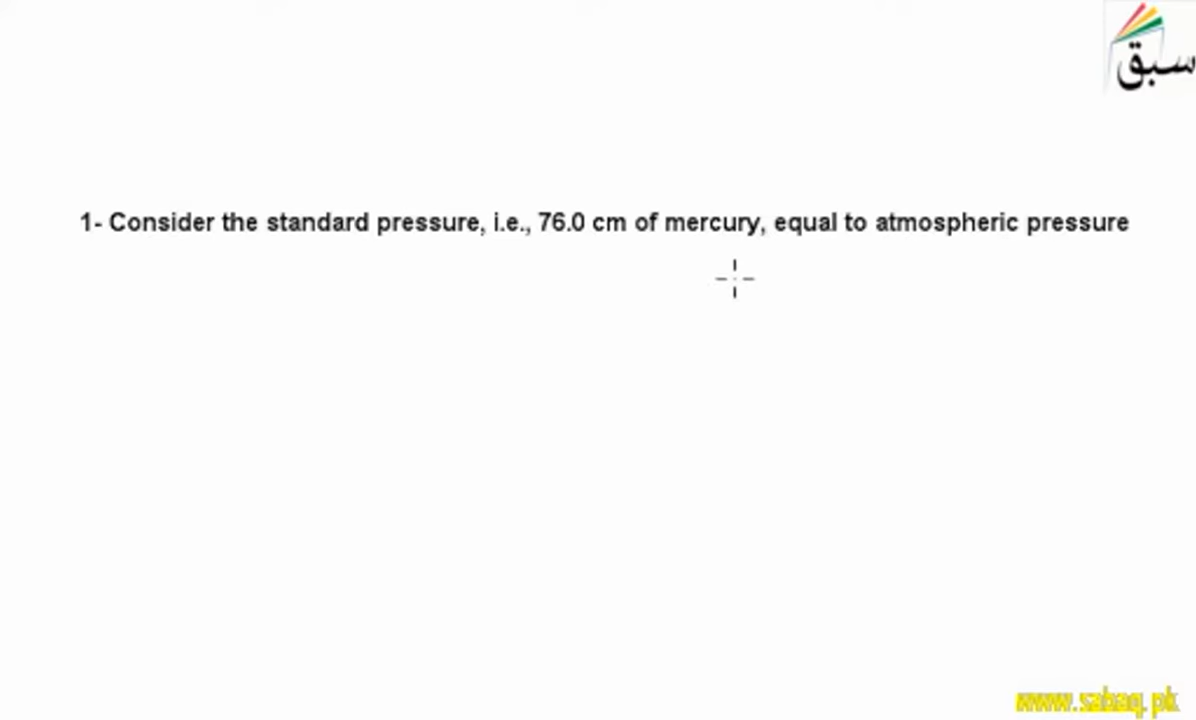 سبق
1- Consider the standard pressure, i.e., 76.0 cm of mercury, equal to atmospheric pressure
www.sabaq.pk